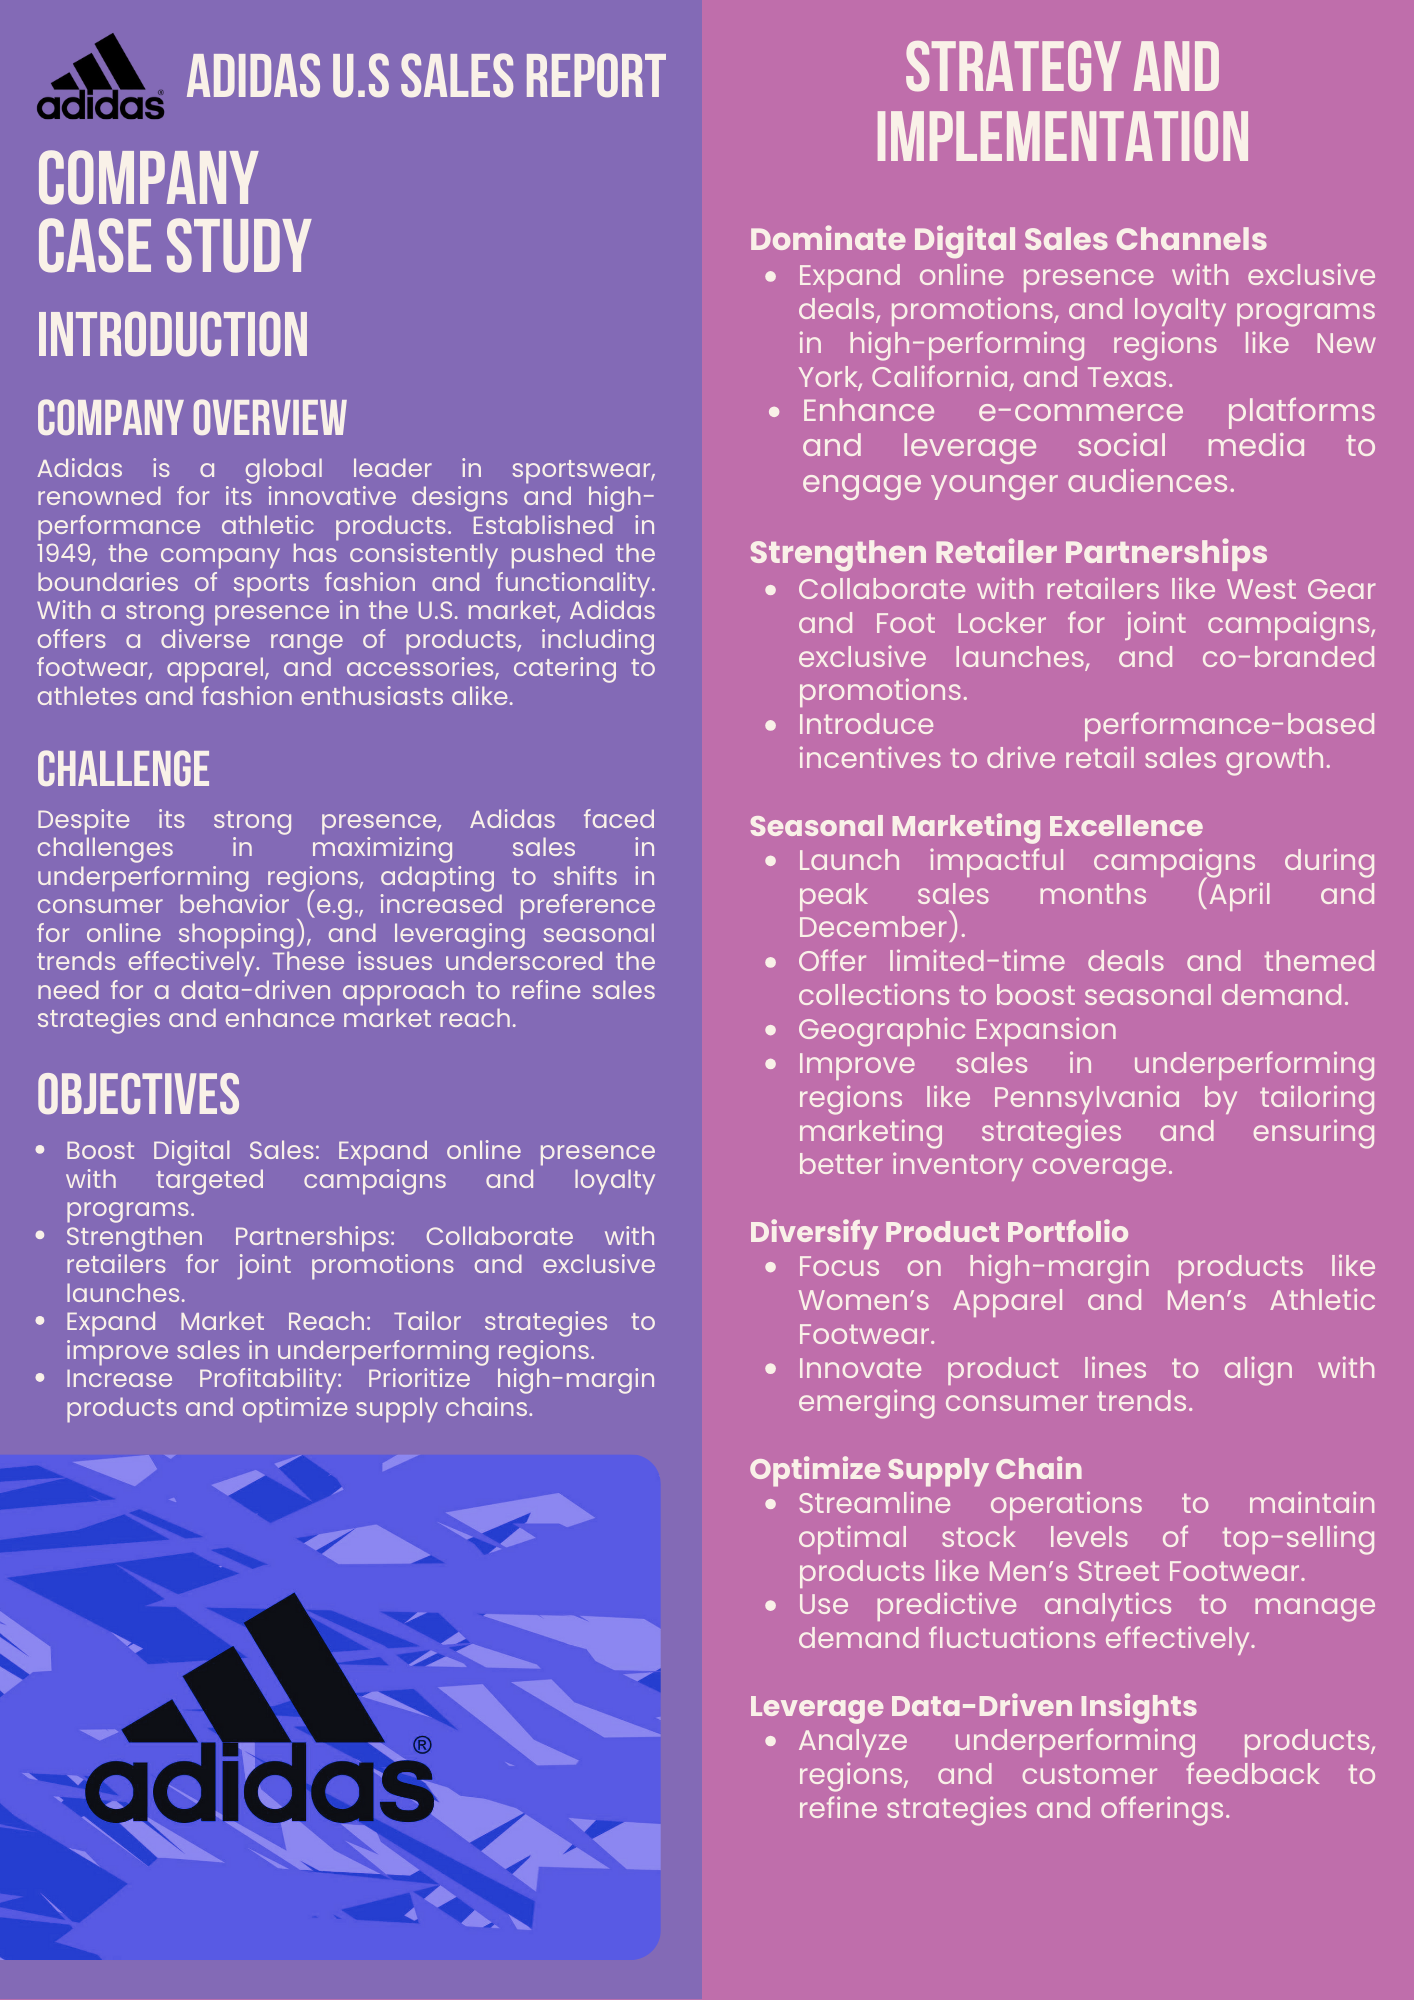 adidas®
ADIDAS U.S SALES REPORT
COMPANY
CASE STUDY
INTRODUCTION
COMPANY OVERVIEW
Adidas is a global leader in sportswear,
renowned for its innovative designs and high-
performance athletic products. Established in
1949, the company has consistently pushed the
boundaries of sports fashion and functionality.
With a strong presence in the U.S. market, Adidas
offers a diverse range of products, including
footwear, apparel, and accessories, catering to
athletes and fashion enthusiasts alike.
CHALLENGE
Despite its strong presence, Adidas faced
challenges in maximizing sales in
underperforming regions, adapting to shifts in
consumer behavior (e.g., increased preference
for online shopping), and leveraging seasonal
trends effectively. These issues underscored the
need for a data-driven approach to refine sales
strategies and enhance market reach.
OBJECTIVES
• Boost Digital Sales: Expand online presence
with targeted campaigns and loyalty
programs.
• Strengthen Partnerships: Collaborate with
retailers for joint promotions and exclusive
launches.
• Expand Market Reach: Tailor strategies to
improve sales in underperforming regions.
• Increase Profitability: Prioritize high-margin
products and optimize supply chains.
adidas®
STRATEGY AND
IMPLEMENTATION
Dominate Digital Sales Channels
• Expand online presence with exclusive
deals, promotions, and loyalty programs
in high-performing regions like New
York, California, and Texas.
• Enhance e-commerce platforms
and leverage social media to
engage younger audiences.
Strengthen Retailer Partnerships
• Collaborate with retailers like West Gear
and Foot Locker for joint campaigns,
exclusive launches, and co-branded
promotions.
• Introduce performance-based
incentives to drive retail sales growth.
Seasonal Marketing Excellence
• Launch impactful campaigns during
peak sales months (April and
December).
• Offer limited-time deals and themed
collections to boost seasonal demand.
• Geographic Expansion
• Improve sales in underperforming
regions like Pennsylvania by tailoring
marketing strategies and ensuring
better inventory coverage.
Diversify Product Portfolio
• Focus on high-margin products like
Women’s Apparel and Men’s Athletic
Footwear.
• Innovate product lines to align with
emerging consumer trends.
Optimize Supply Chain
• Streamline operations to maintain
optimal stock levels of top-selling
products like Men’s Street Footwear.
• Use predictive analytics to manage
demand fluctuations effectively.
Leverage Data-Driven Insights
• Analyze underperforming products,
regions, and customer feedback to
refine strategies and offerings.